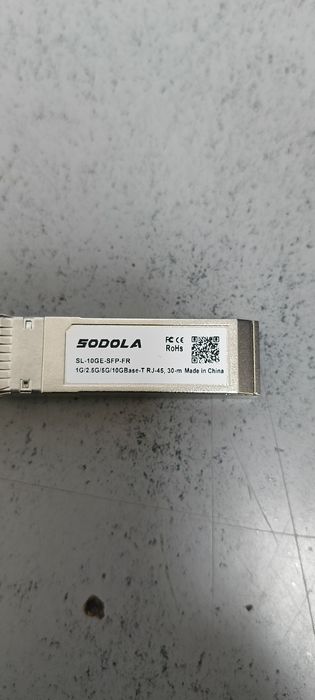 SODOLA
FC CE
RoHs
SL-10GE-SFP-FR
1G/2.5G/5G/10GBase-T RJ-45, 30-m Made in China